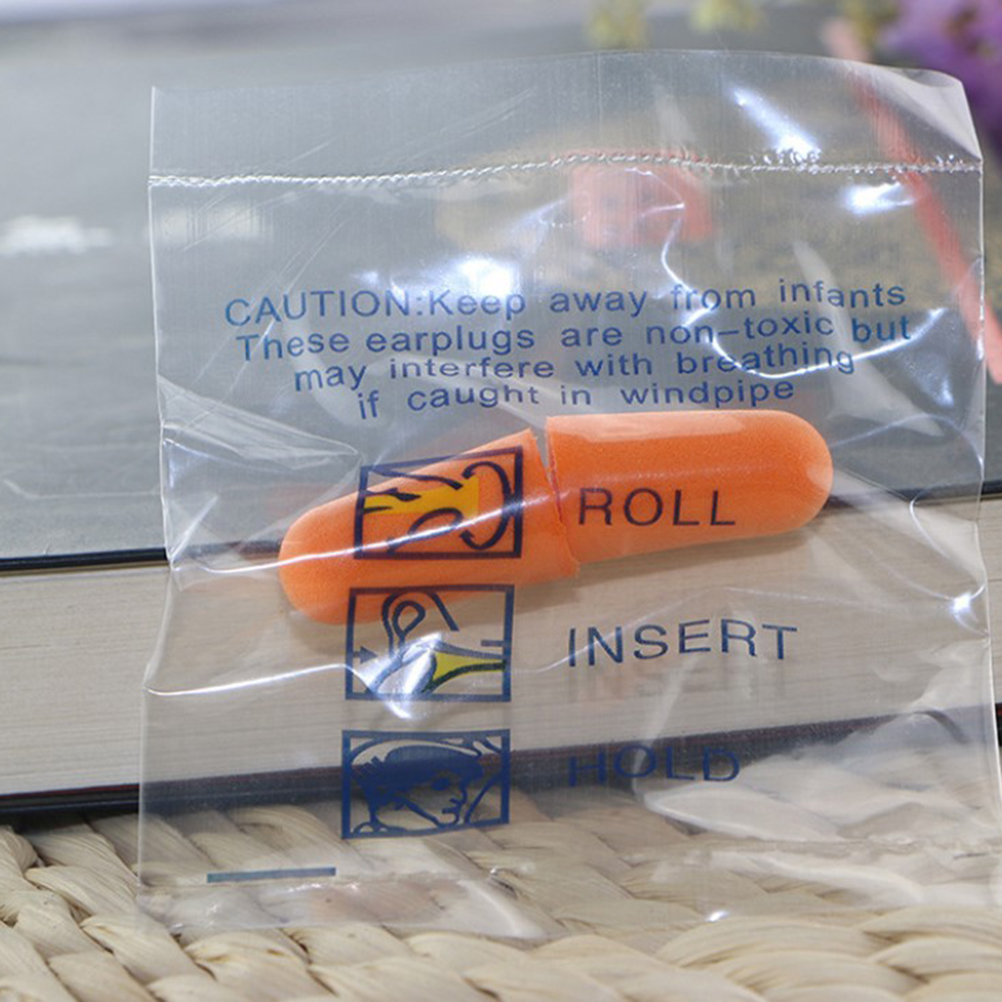 CAUTION:Keep away from infants
These earplugs are non-toxic but
may interfere with breathing
if caught in windpipe
ROLL
INSERT
HOLD